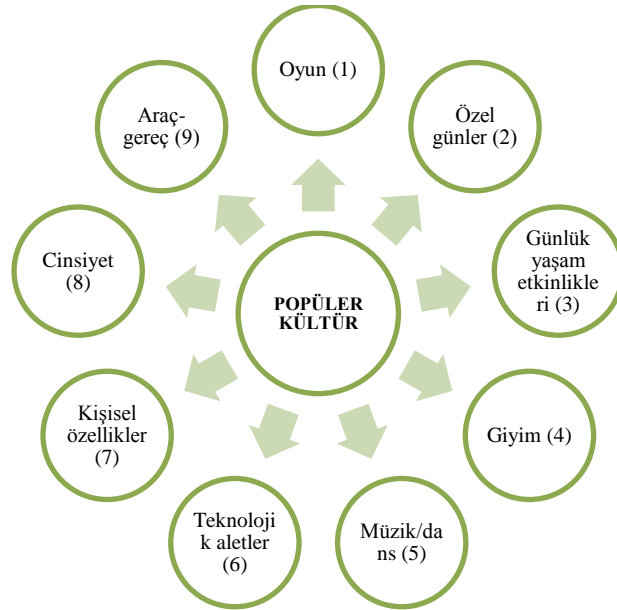 Oyun (1)
Özel
günler (2)
Günlük
yaşam
etkinlikle
ri (3)
Giyim (4)
Müzik/da
ns (5)
Teknoloji
k aletler
(6)
Kişisel
özellikler
(7)
Cinsiyet
(8)
Araç-
gereç (9)
POPÜLER
KÜLTÜR